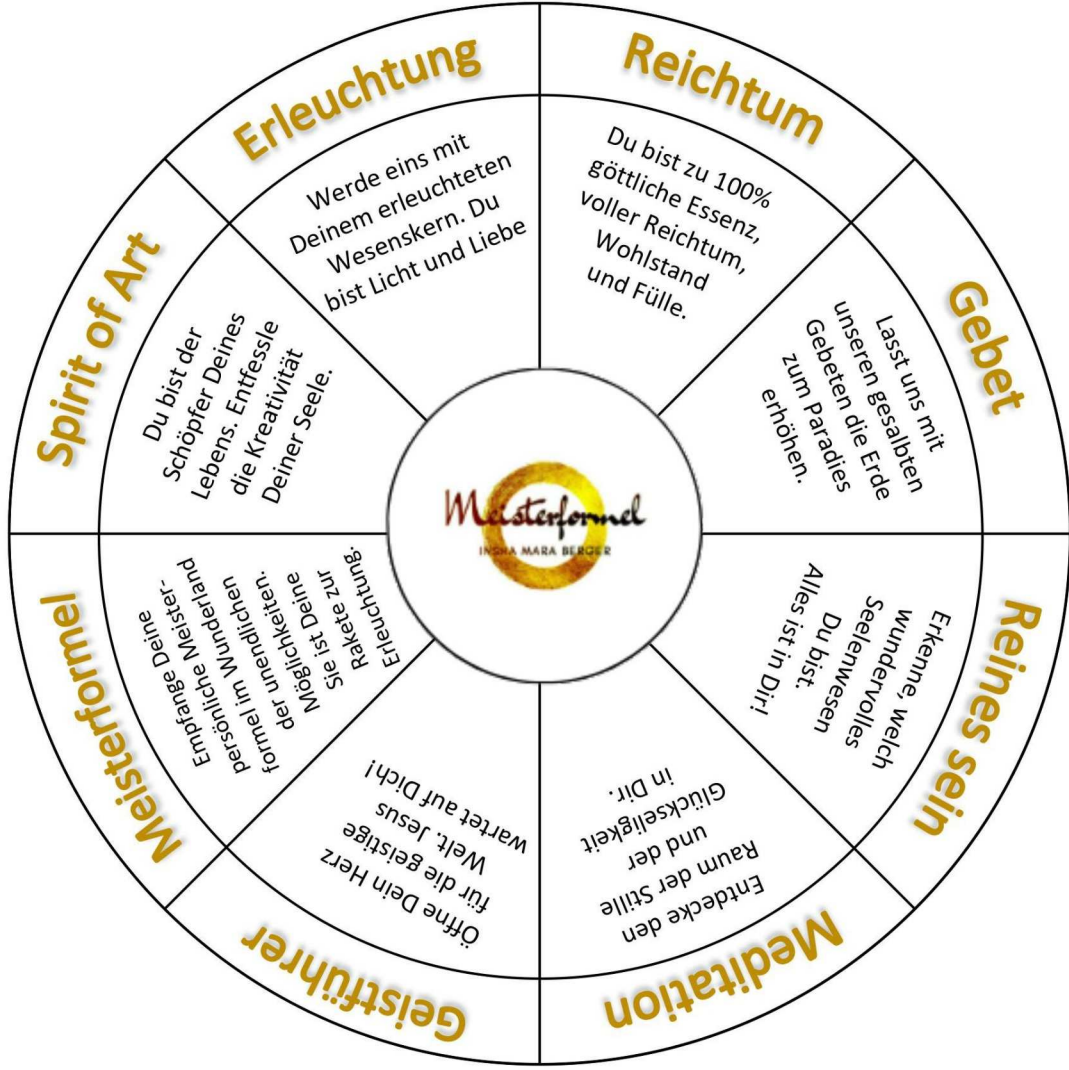 Reichtum
Du bist zu 100%
göttliche Essenz,
voller Reichtum,
Wohlstand
und Fülle.
Gebet
Lasst uns mit
unseren gesalbten
Gebeten die Erde
zum Paradies
erhöhen.
Reines sein
Erkenne, welch
wundervolles
Seelenwesen
Du bist.
Alles ist in Dir!
Meditation
Entdecke den
Raum der Stille
und der
Glückseligkeit
in Dir.
Geistführer
Öffne Dein Herz
für die geistige
Welt. Jesus
wartet auf Dich!
Meisterformel
Empfange Deine
persönliche Meister-
formel im Wunderland
der unendlichen
Möglichkeiten.
Sie ist Deine
Rakete zur
Erleuchtung.
Spirit of Art
Du bist der
Schöpfer Deines
Lebens. Entfessle
die Kreativität
Deiner Seele.
Erleuchtung
Werde eins mit
Deinem erleuchteten
Wesenskern. Du
bist Licht und Liebe
Meisterformel
INSHA MARA BERGER